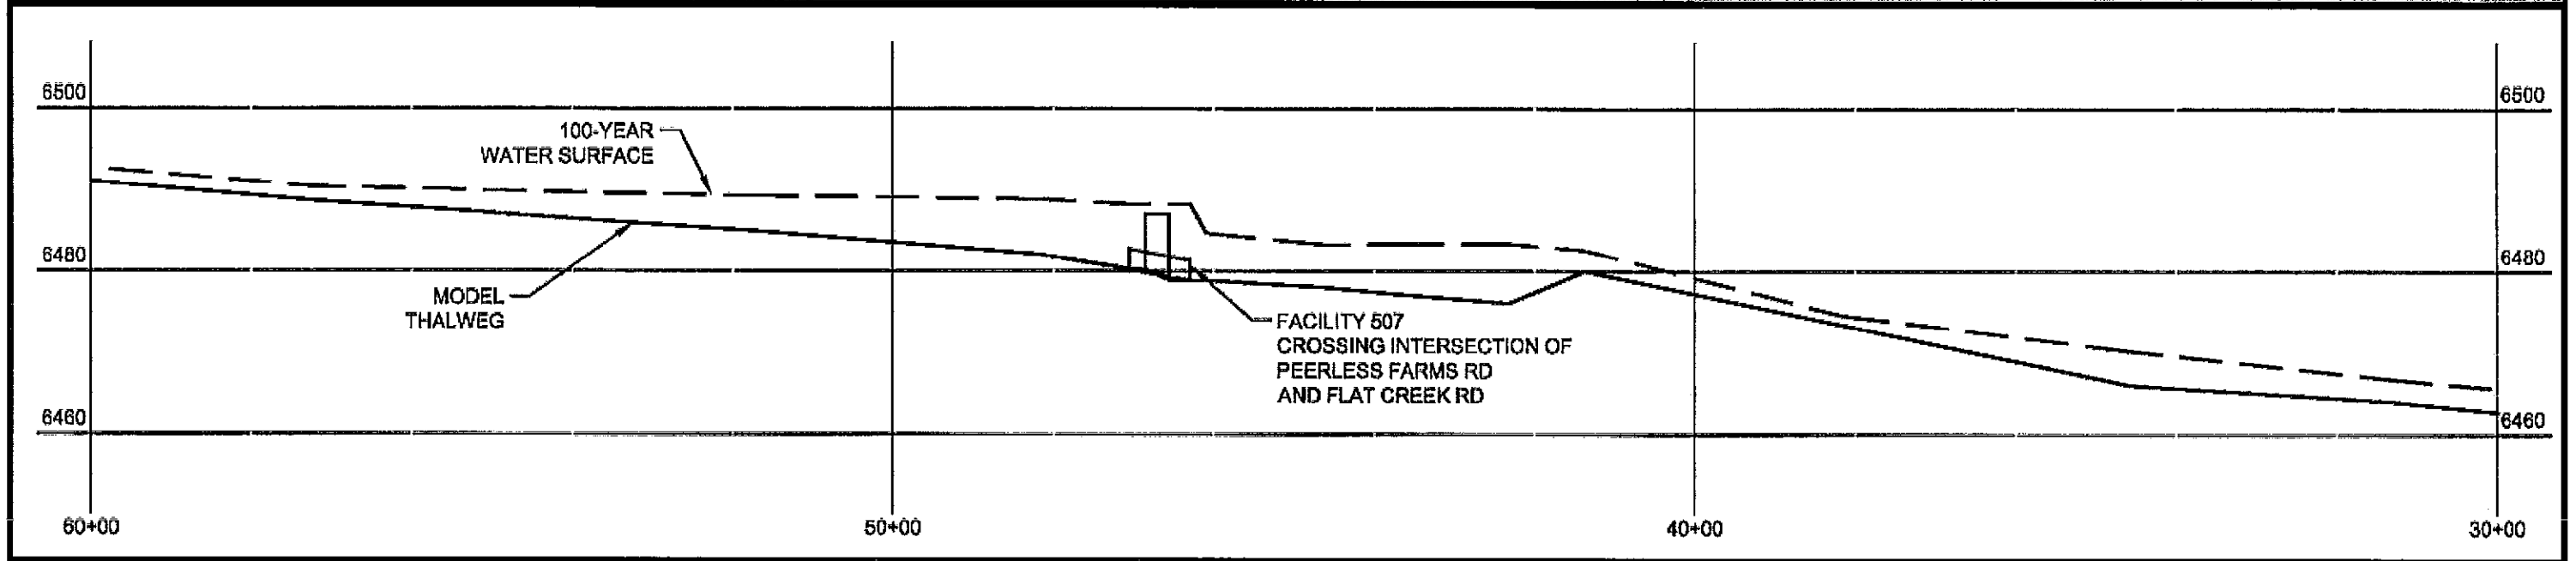 6500
6500
100-YEAR
WATER SURFACE
6480
6480
MODEL
THALWEG
FACILITY 507
CROSSING INTERSECTION OF
PEERLESS FARMS RD
AND FLAT CREEK RD
6460
6460
60+00
50+00
40+00
30+00